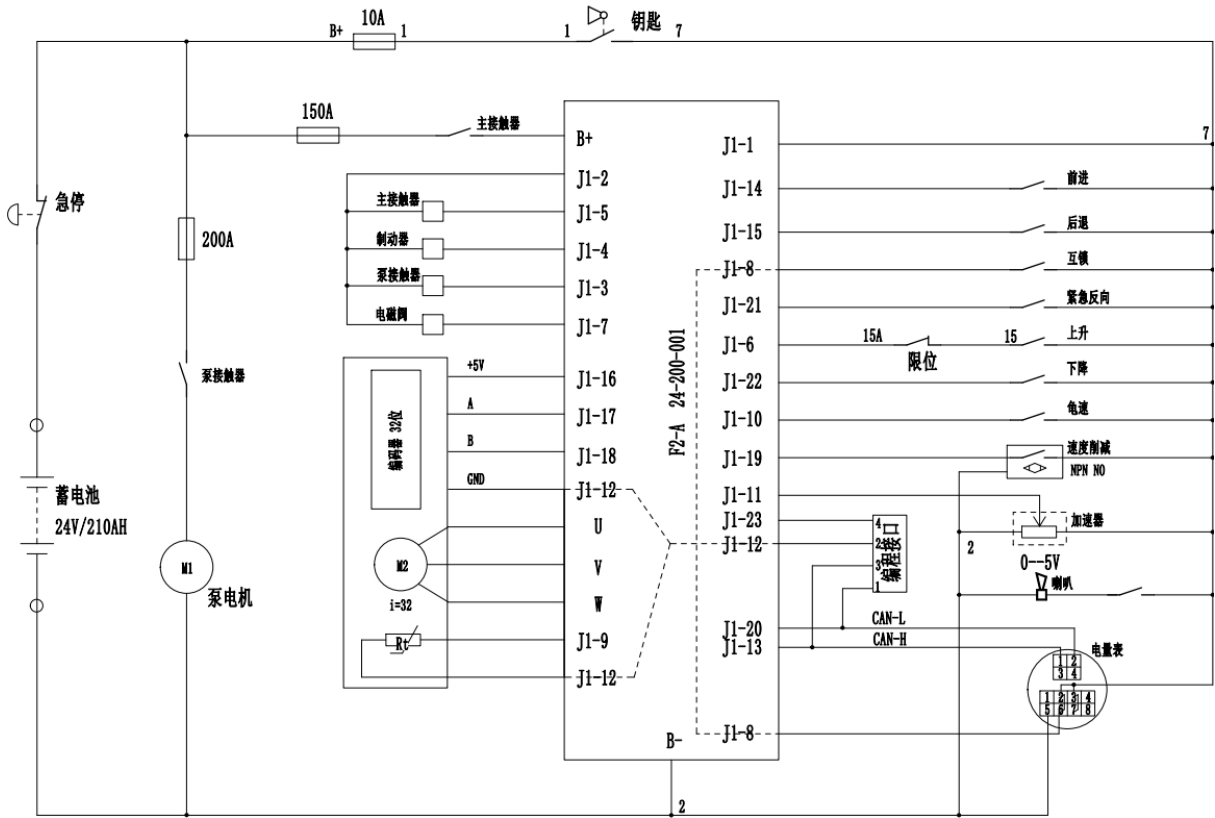 10A
B+
1
1
钥匙
7
150A
主接触器
7
急停
200A
泵接触器
蓄电池
24V/210AH
M1
泵电机
主接触器
制动器
泵接触器
电磁阀
编码器 32位
+5V
A
B
GND
M2
i=32
Rt
B+
J1-2
J1-5
J1-4
J1-3
J1-7
J1-16
J1-17
J1-18
J1-12
U
V
W
J1-9
J1-12
B-
2
F2-A 24-200-001
J1-1
J1-14
J1-15
J1-8
J1-21
J1-6
J1-22
J1-10
J1-19
J1-11
J1-23
J1-12
J1-20
J1-13
J1-8
前进
后退
互锁
紧急反向
15A
限位
15
上升
下降
龟速
速度削减
NPN NO
加速器
2
0--5V
喇叭
4
2
3
1
编程接口
CAN-L
CAN-H
电量表
1 2
3 4
1 2 3 4
5 6 7 8